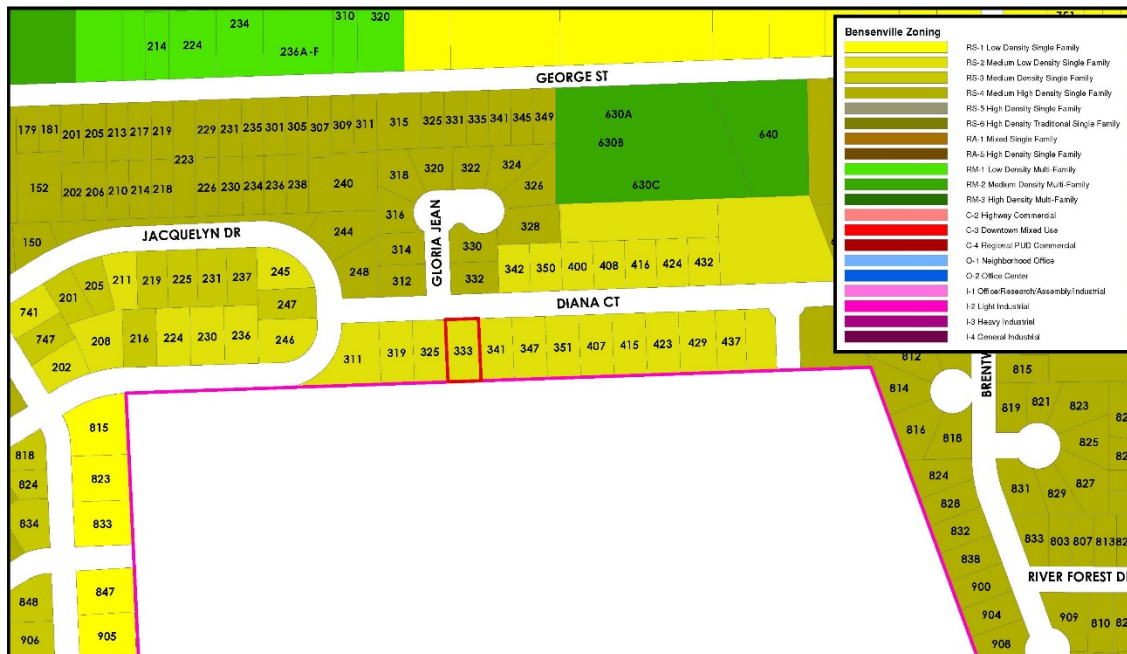 310 320
234
214 224
236A-F
GEORGE ST
179 181 201 205 213 217 219 229 231 235 301 305 307 309 311 315 325 331 335 341 345 349
630A
640
223
630B
152 202 206 210 214 218 226 230 234 236 238 240 318 320 322 324
326
630C
316
150
JACQUELYN DR
244
GLORIA JEAN
328
314
330
248
312
332
342 350 400 408 416 424 432
201 205 211 219 225 231 237 245
247
DIANA CT
741
747
202
208
216 224 230 236 246
311 319 325 333 341 347 351 407 415 423 429 437
Bensenville Zoning
RS-1 Low Density Single Family
RS-2 Medium Low Density Single Family
RS-3 Medium Density Single Family
RS-4 Medium High Density Single Family
RS-5 High Density Single Family
RS-6 High Density Traditional Single Family
RA-1 Mixed Single Family
RA-5 High Density Single Family
RM-1 Low Density Multi-Family
RM-2 Medium Density Multi-Family
RM-3 High Density Multi-Family
C-2 Highway Commercial
C-3 Downtown Mixed Use
C-4 Regional PUD Commercial
O-1 Neighborhood Office
O-2 Office Center
I-1 Office/Research/Assembly/Industrial
I-2 Light Industrial
I-3 Heavy Industrial
I-4 General Industrial
812
814
816
818
824
828
832
838
900
904
908
815
819 821 823
825
827
831 829
833 803 807 813
RIVER FOREST
909 810
815
818
823
824
833
834
847
848
905
906